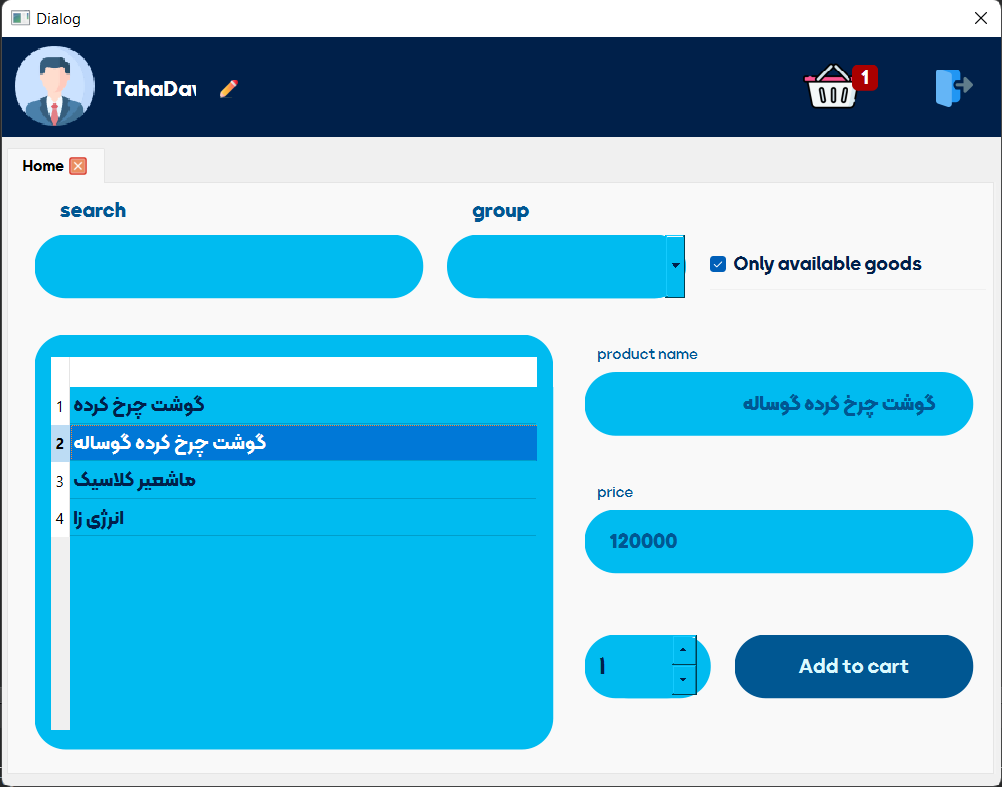 Dialog
TahaDav
1
Home
search
group
Only available goods
1 گوشت چرخ کرده
2 گوشت چرخ کرده گوساله
3 ماشعیر کلاسیک
4 انرژی زا
product name
گوشت چرخ کرده گوساله
price
120000
۱
Add to cart